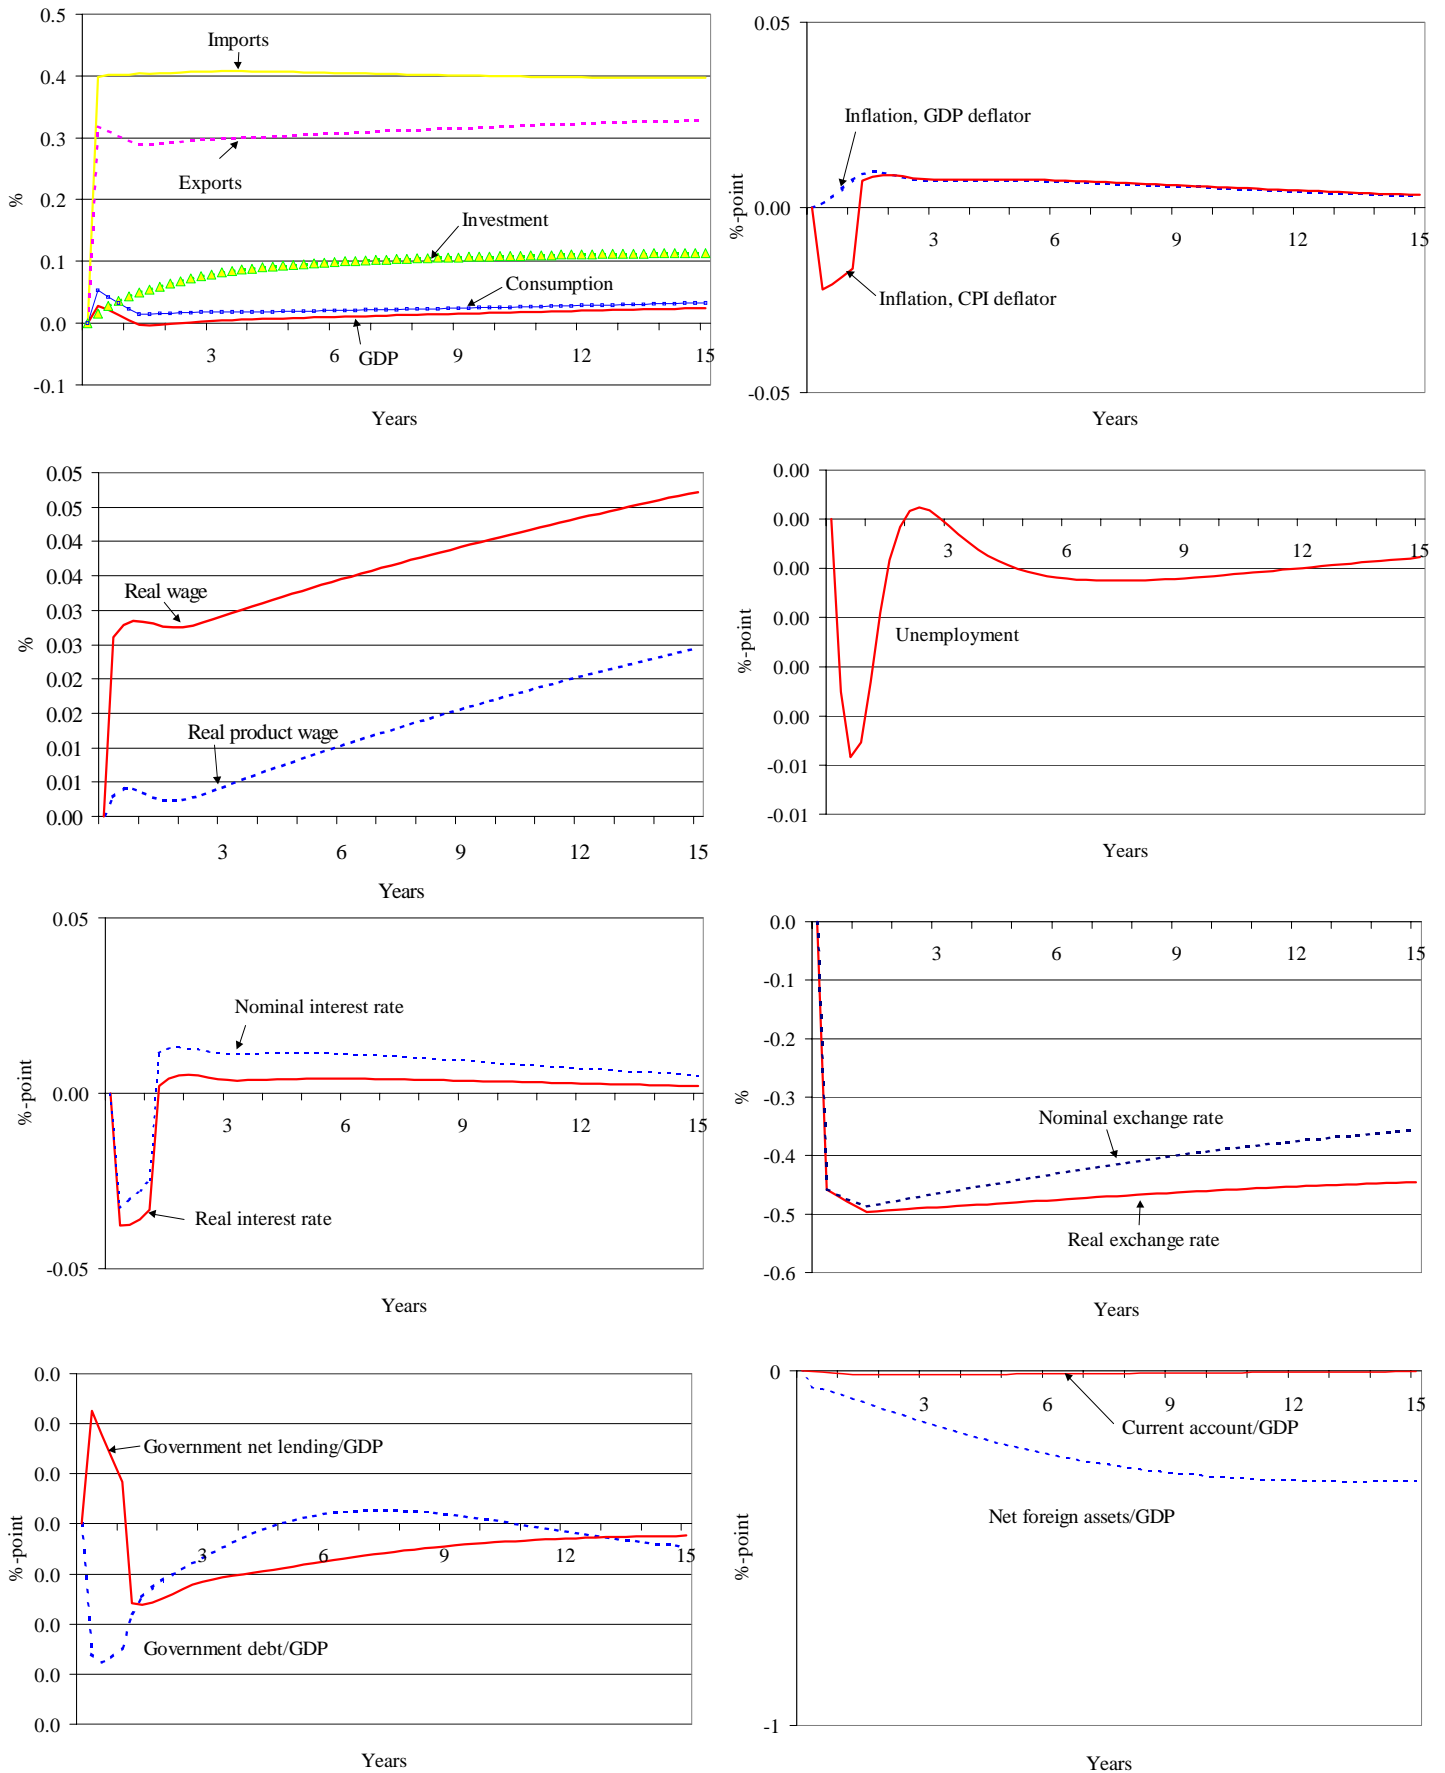 0.5
0.4
0.3
0.2
0.1
0.0
-0.1
%
Imports
Exports
Investment
Consumption
GDP
3
6
9
12
15
Years
0.05
0.00
-0.05
%-point
Inflation, GDP deflator
Inflation, CPI deflator
3
6
9
12
15
Years
0.05
0.05
0.04
0.04
0.03
0.03
0.02
0.02
0.01
0.01
0.00
%
Real wage
Real product wage
3
6
9
12
15
Years
0.00
0.00
0.00
0.00
0.00
0.00
-0.01
-0.01
%-point
Unemployment
3
6
9
12
15
Years
0.05
0.00
-0.05
%-point
Nominal interest rate
Real interest rate
3
6
9
12
15
Years
0.0
-0.1
-0.2
-0.3
-0.4
-0.5
-0.6
%
Nominal exchange rate
Real exchange rate
3
6
9
12
15
Years
0.0
0.0
0.0
0.0
0.0
0.0
0.0
0.0
%-point
Government net lending/GDP
Government debt/GDP
3
6
9
12
15
Years
0
-1
%-point
Current account/GDP
Net foreign assets/GDP
3
6
9
12
15
Years